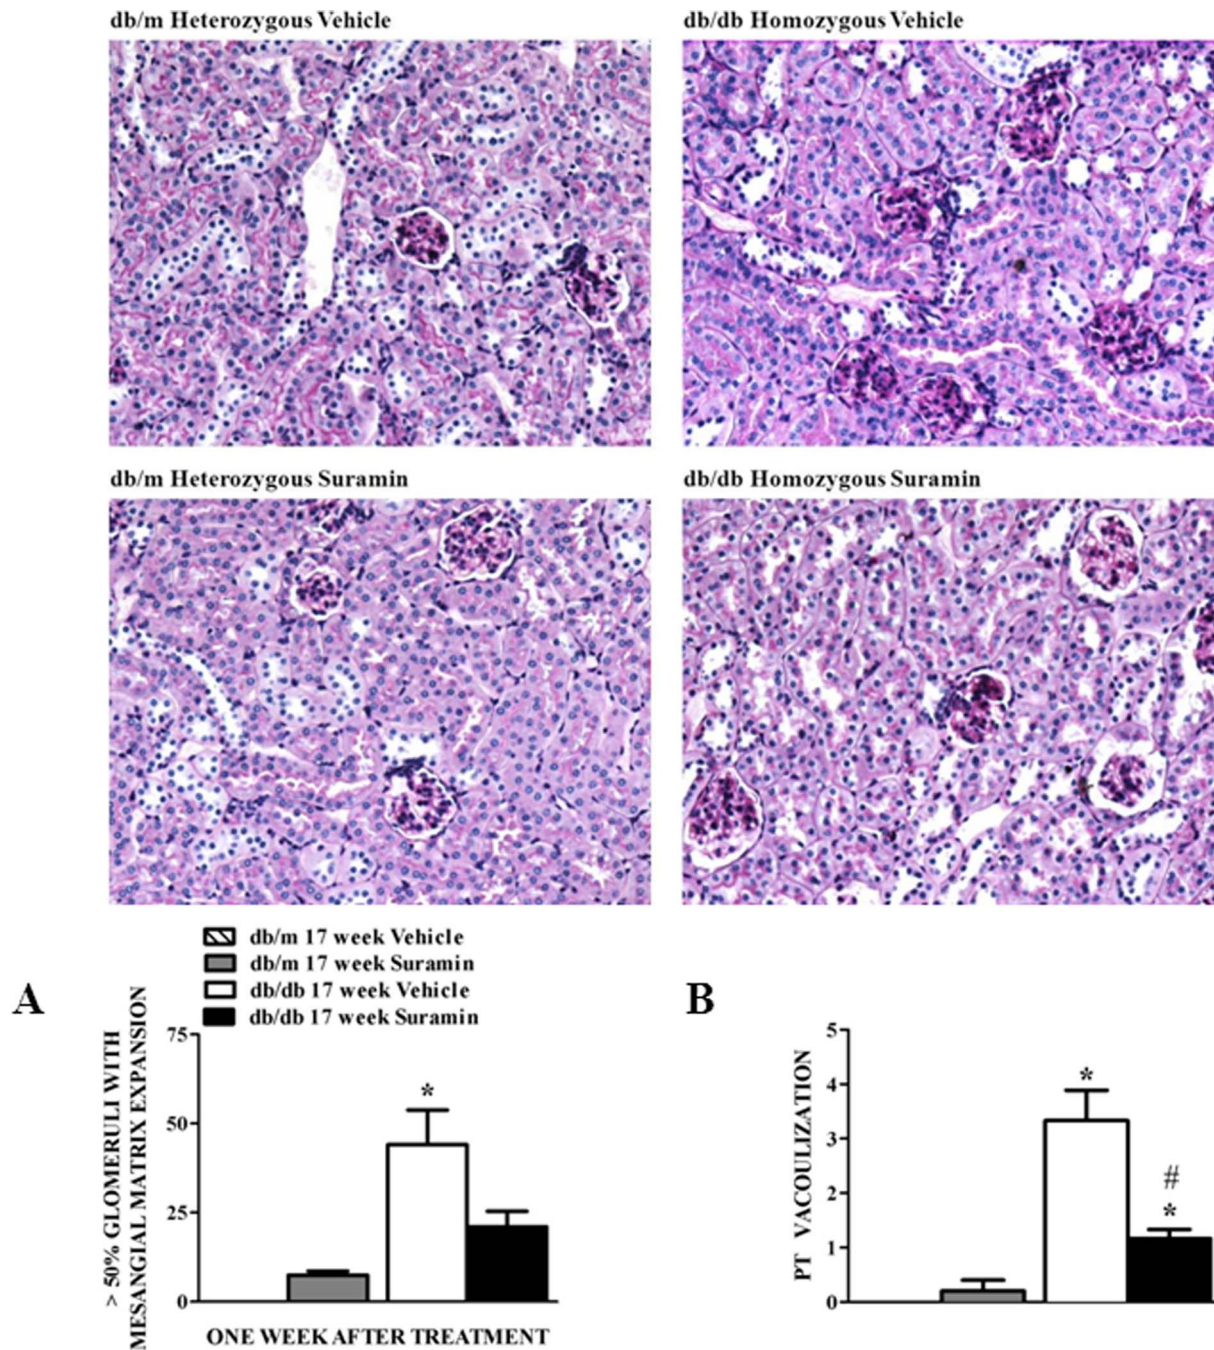 db/m Heterozygous Vehicle
db/db Homozygous Vehicle
db/m Heterozygous Suramin
db/db Homozygous Suramin
A
db/m 17 week Vehicle
db/m 17 week Suramin
db/db 17 week Vehicle
db/db 17 week Suramin
> 50% GLOMERULI WITH
MESANGIAL MATRIX EXPANSION
75
50
25
0
*
ONE WEEK AFTER TREATMENT
B
PT VACOULIZATION
5
4
3
2
1
0
*
#
*